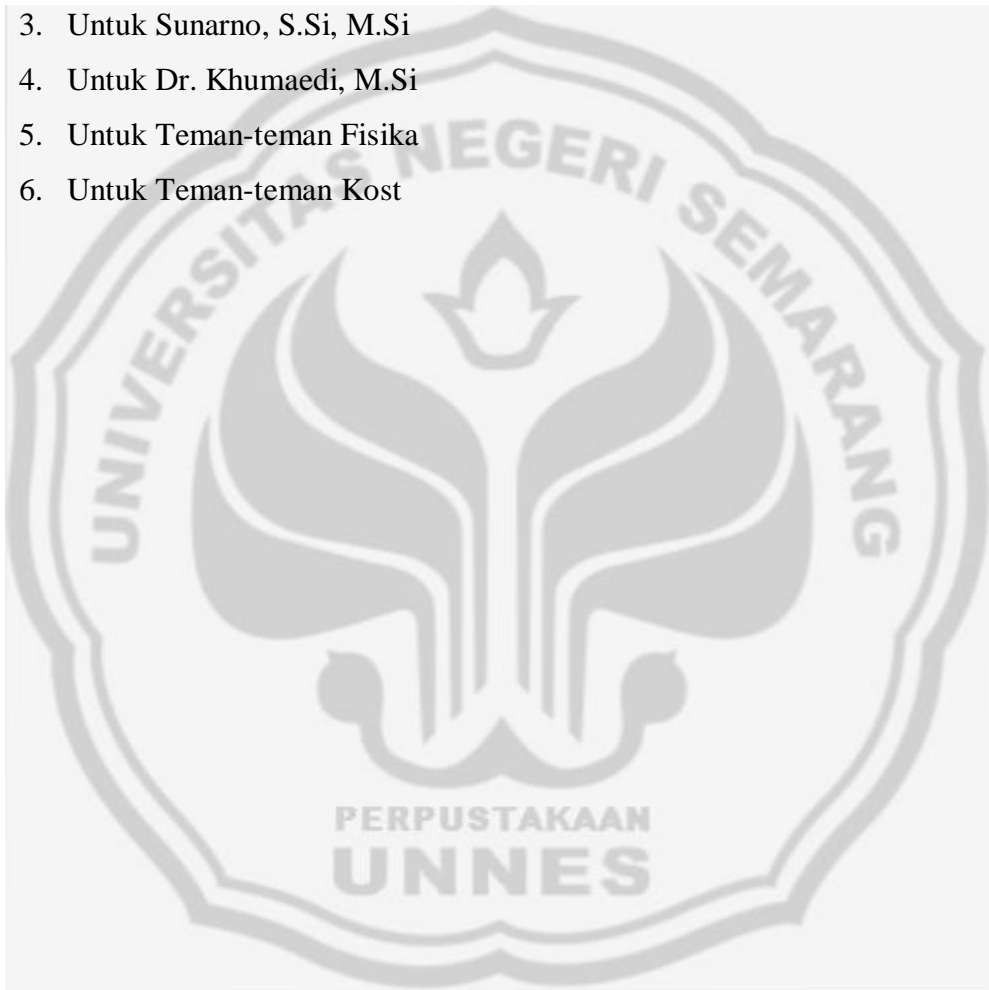 3. Untuk Sunarno, S.Si, M.Si
4. Untuk Dr. Khumaedi, M.Si
5. Untuk Teman-teman Fisika
6. Untuk Teman-teman Kost
UNIVERSITAS NEGERI SEMARANG
PERPUSTAKAAN
UNNES